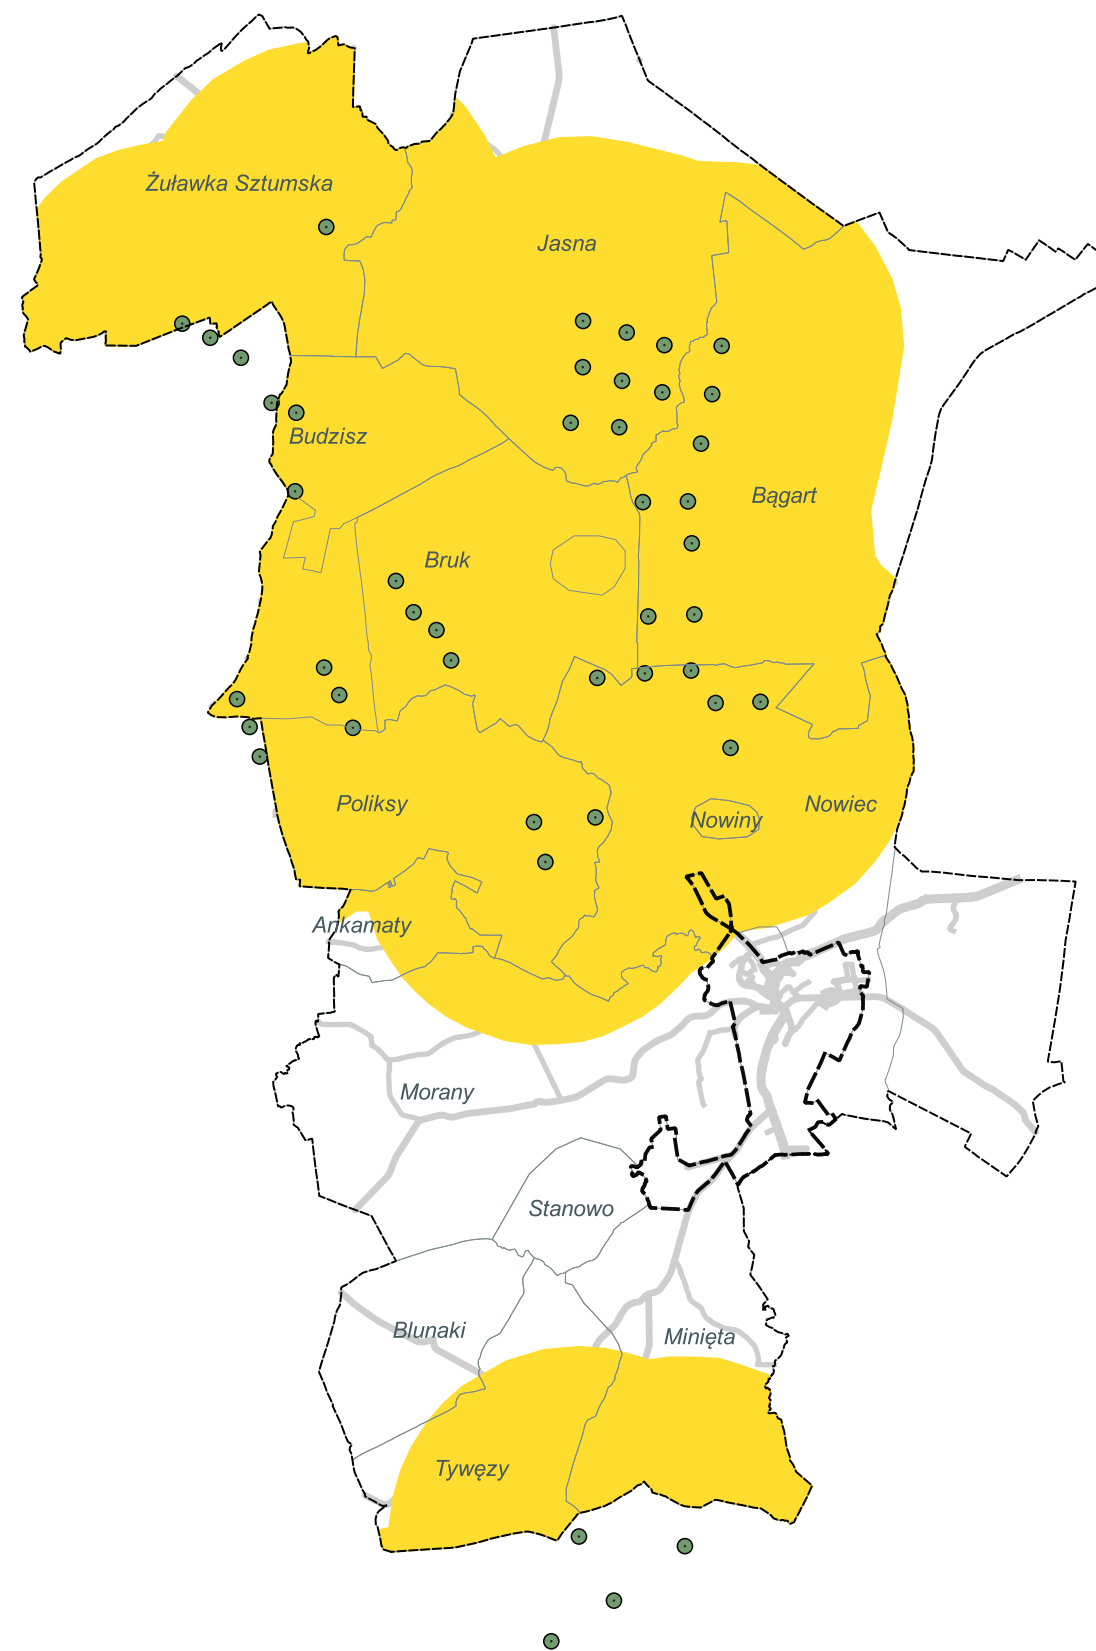 Żuławka Sztumska
Jasna
Budzisz
Bągart
Bruk
Poliksy
Nowiec
Nowiny
Ankamaty
Morany
Stanowo
Blunaki
Minięta
Tywęzy